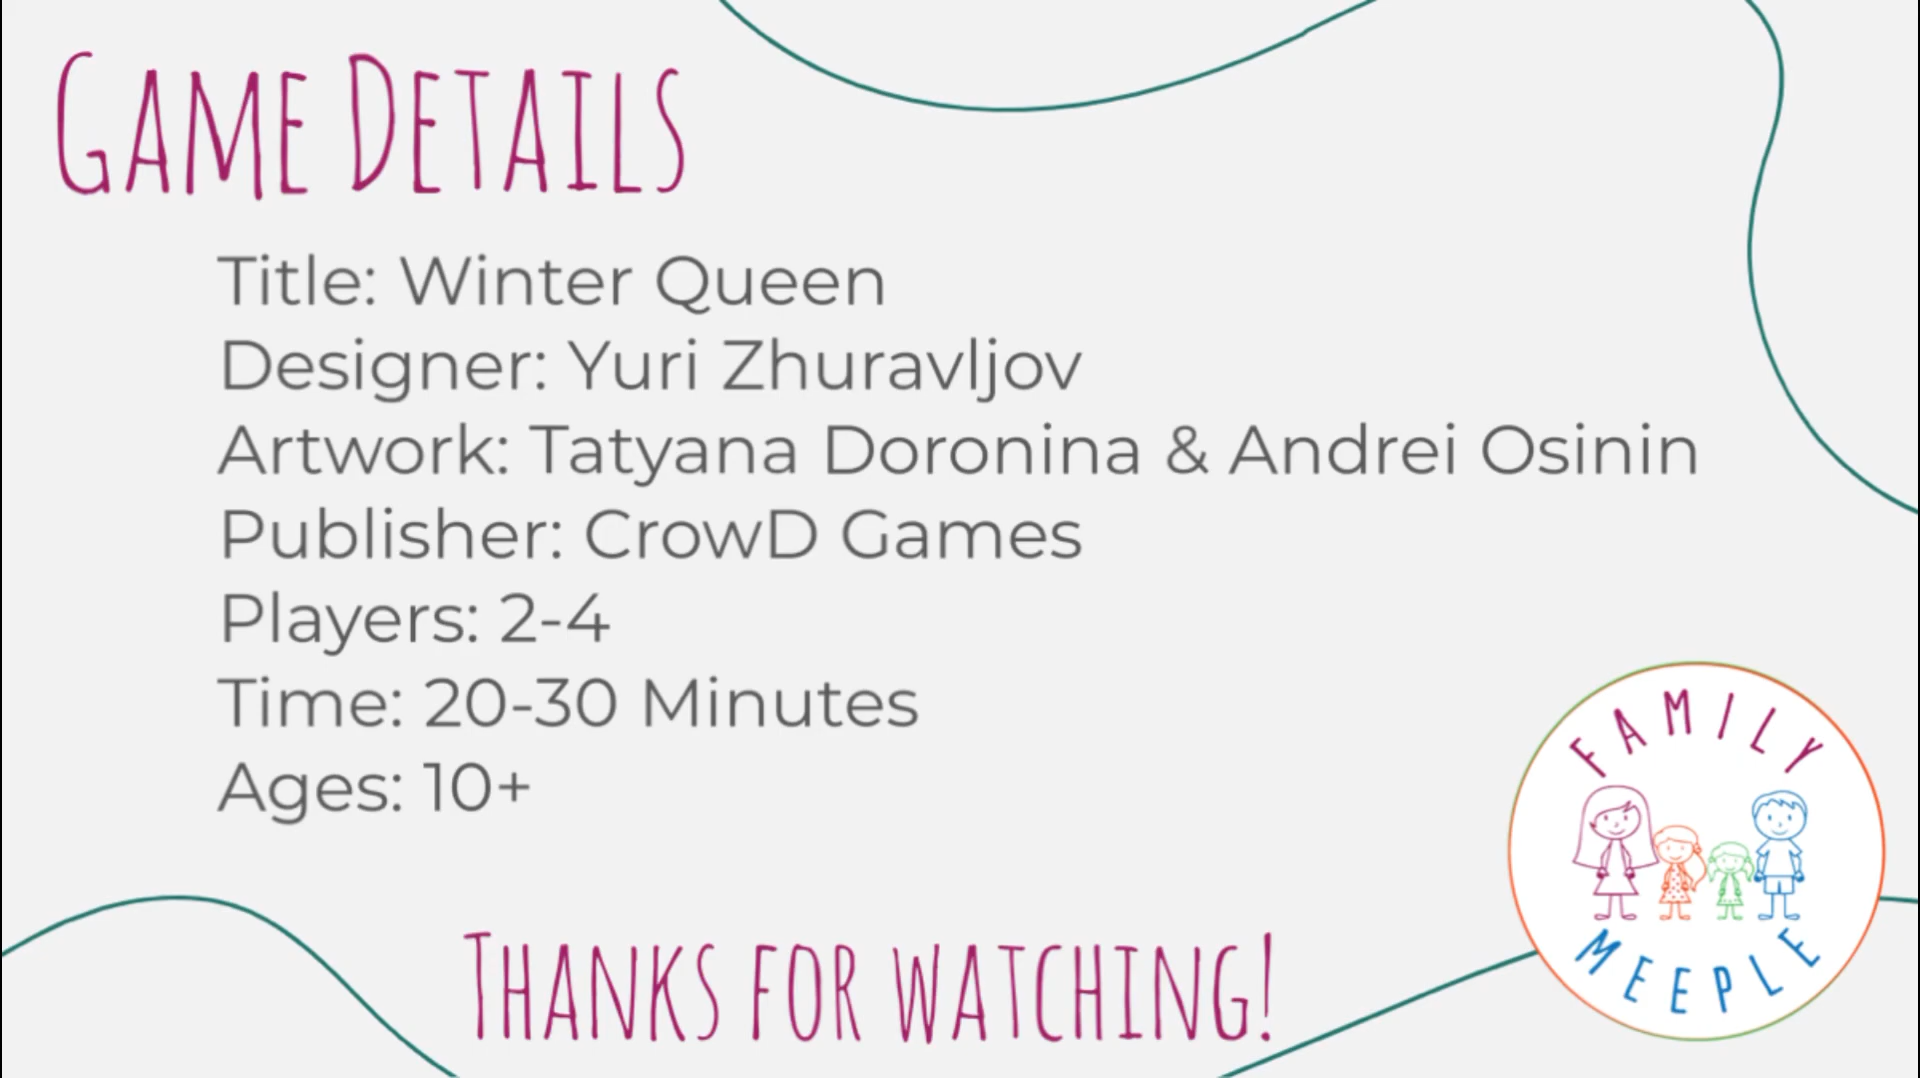 GAME DETAILS
Title: Winter Queen
Designer: Yuri Zhuravljov
Artwork: Tatyana Doronina & Andrei Osinin
Publisher: CrowD Games
Players: 2-4
Time: 20-30 Minutes
Ages: 10+
FAMILY
MEEPLE
THANKS FOR WATCHING!